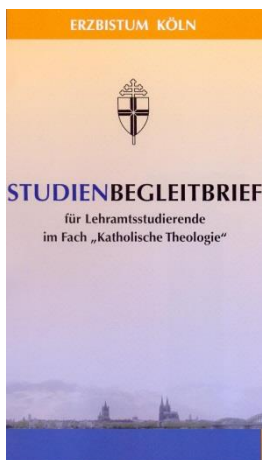 ERZBISTUM KÖLN
STUDIENBEGLEITBRIEF
für Lehramtsstudierende
im Fach „Katholische Theologie“